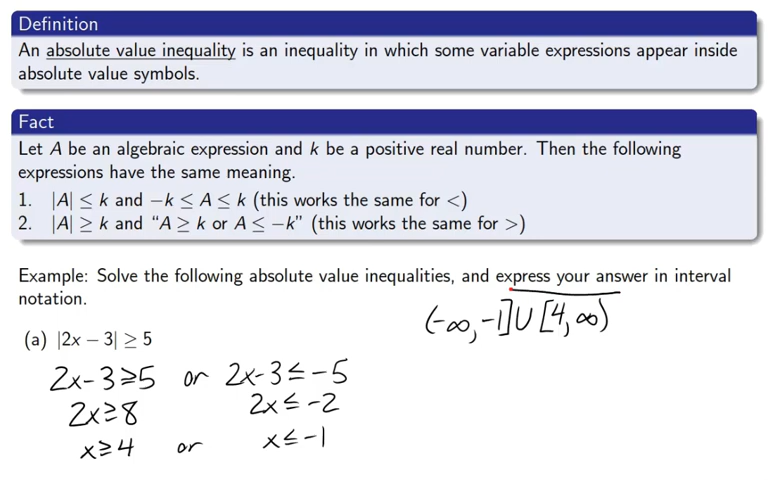 Definition
An absolute value inequality is an inequality in which some variable expressions appear inside
absolute value symbols.
Fact
Let A be an algebraic expression and k be a positive real number. Then the following
expressions have the same meaning.
1. |A| ≤ k and −k ≤ A ≤ k (this works the same for <)
2. |A| ≥ k and “A ≥ k or A ≤ −k” (this works the same for >)
Example: Solve the following absolute value inequalities, and express your answer in interval
notation.
(-∞, -1] ∪ [4, ∞)
(a) |2x − 3| ≥ 5
2x-3≥5 or 2x-3≤-5
2x≥8 2x≤-2
x≥4 or x≤-1